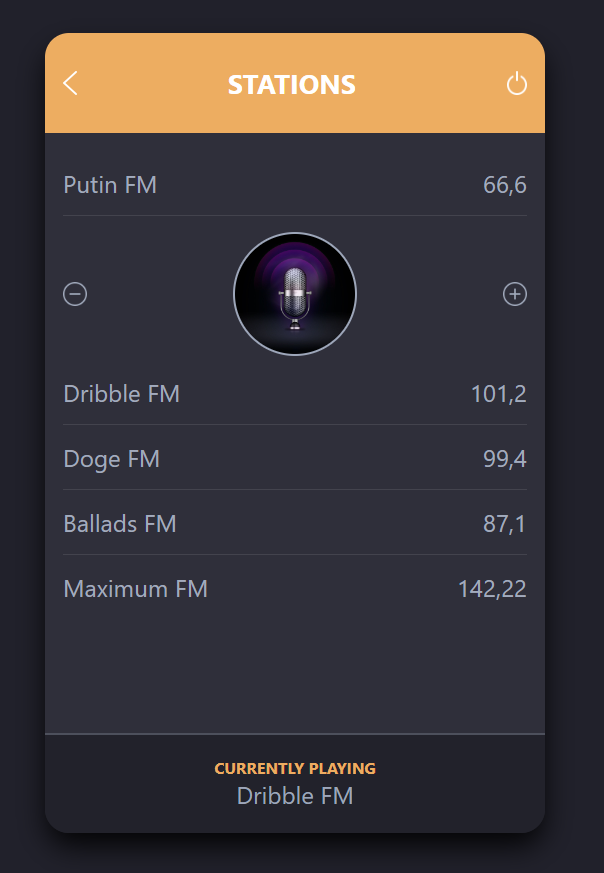 STATIONS
Putin FM 66,6
Dribble FM 101,2
Doge FM 99,4
Ballads FM 87,1
Maximum FM 142,22
CURRENTLY PLAYING
Dribble FM